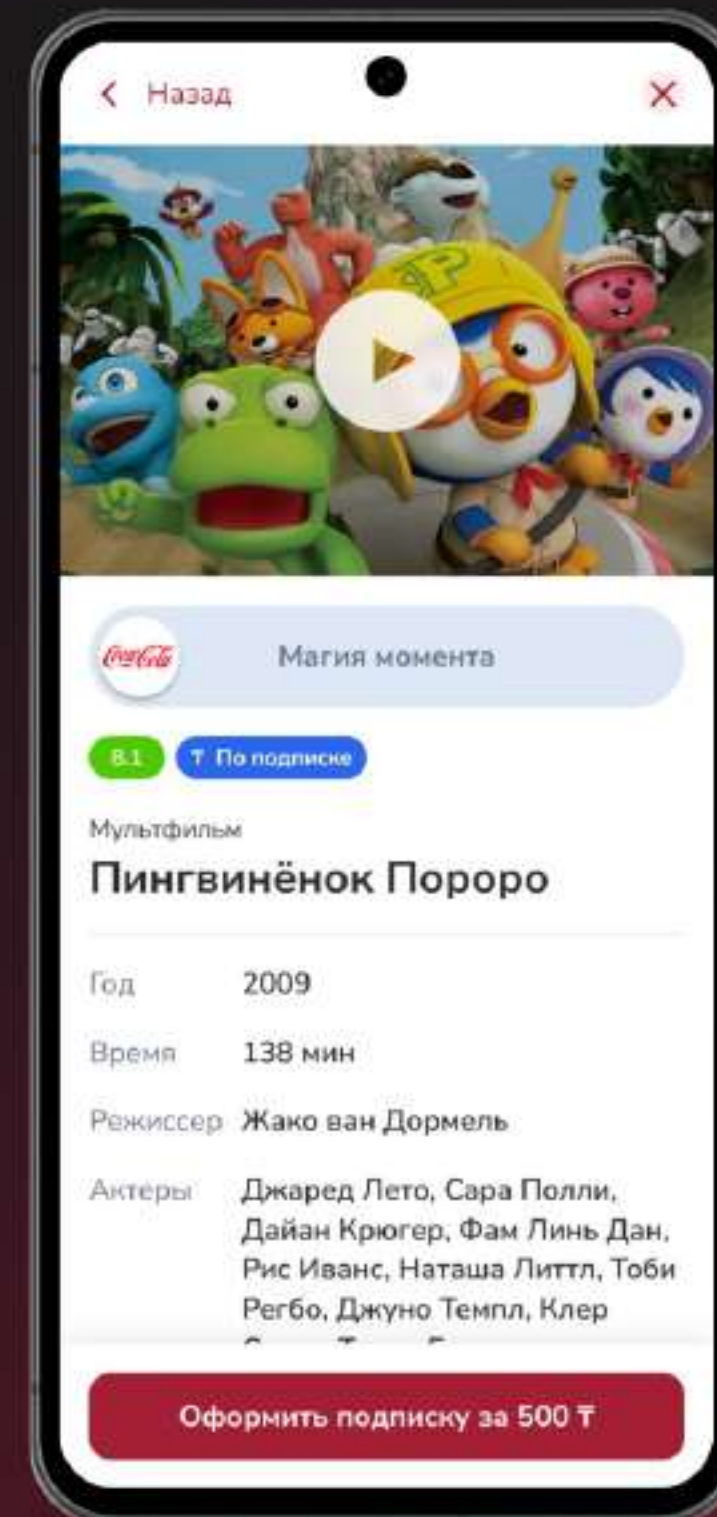 Назад
P
Coca-Cola
Магия момента
8.1
₸ По подписке
Мультфильм
Пингвинёнок Пороро
Год 2009
Время 138 мин
Режиссер Жако ван Дормель
Актеры Джаред Лето, Сара Полли,
Дайан Крюгер, Фам Линь Дан,
Рис Иванс, Наташа Литтл, Тоби
Регбо, Джуно Темпл, Клер
Оформить подписку за 500 ₸